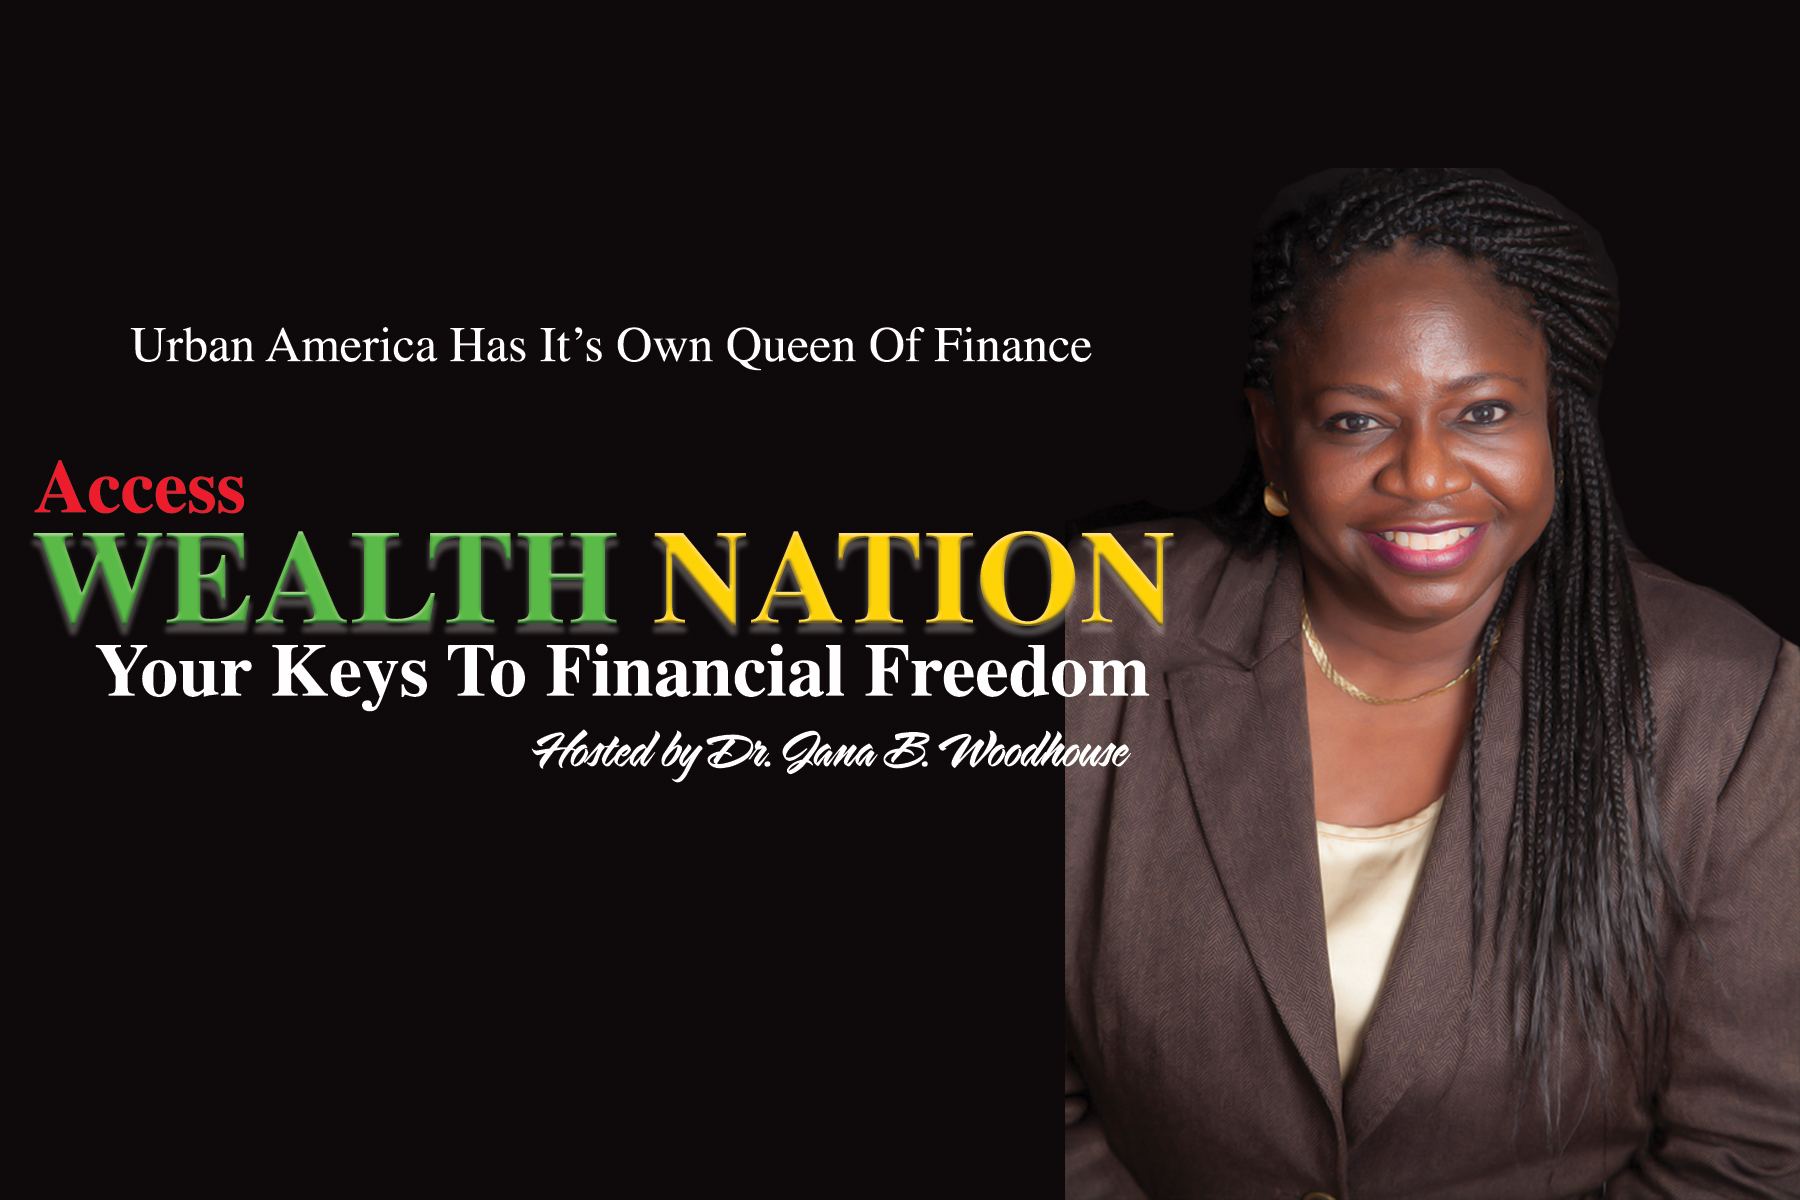 Urban America Has It’s Own Queen Of Finance
Access
WEALTH NATION
Your Keys To Financial Freedom
Hosted by Dr. Jana B. Woodhouse